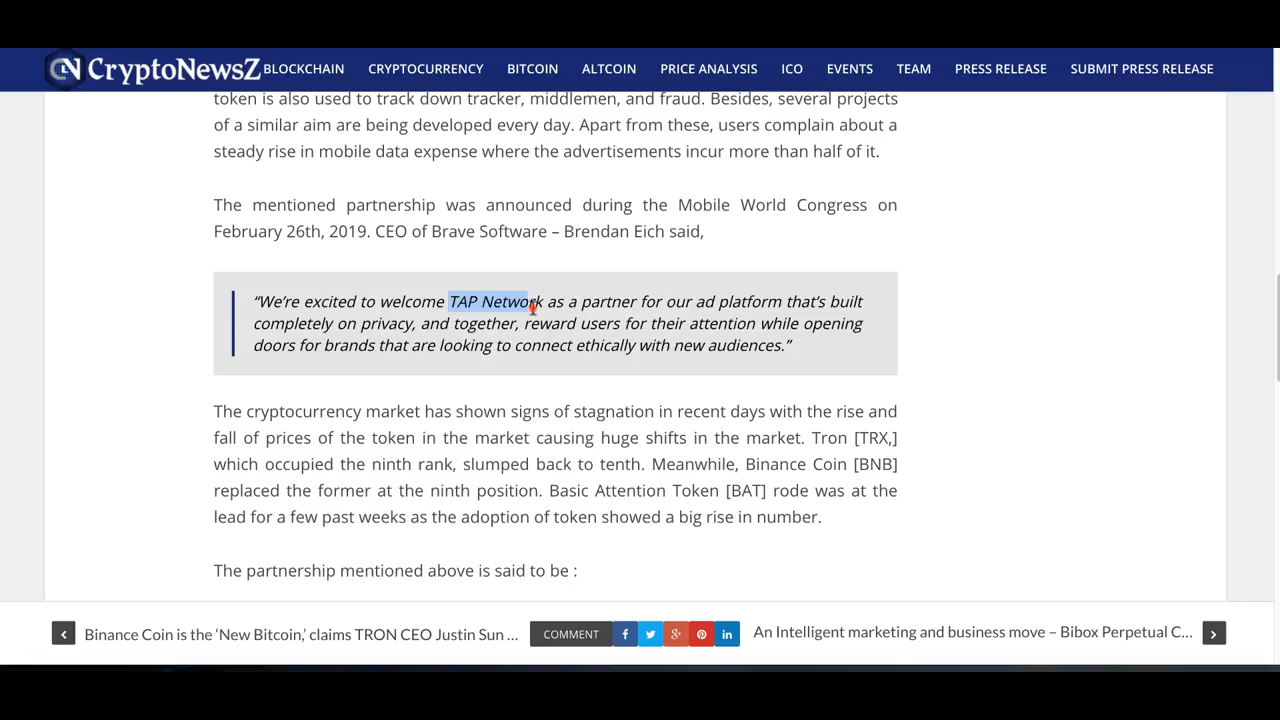 CN CryptoNewsZ BLOCKCHAIN CRYPTOCURRENCY BITCOIN ALTCOIN PRICE ANALYSIS ICO EVENTS TEAM PRESS RELEASE SUBMIT PRESS RELEASE
token is also used to track down tracker, middlemen, and fraud. Besides, several projects
of a similar aim are being developed every day. Apart from these, users complain about a
steady rise in mobile data expense where the advertisements incur more than half of it.
The mentioned partnership was announced during the Mobile World Congress on
February 26th, 2019. CEO of Brave Software – Brendan Eich said,
“We’re excited to welcome TAP Network as a partner for our ad platform that’s built
completely on privacy, and together, reward users for their attention while opening
doors for brands that are looking to connect ethically with new audiences.”
The cryptocurrency market has shown signs of stagnation in recent days with the rise and
fall of prices of the token in the market causing huge shifts in the market. Tron [TRX,]
which occupied the ninth rank, slumped back to tenth. Meanwhile, Binance Coin [BNB]
replaced the former at the ninth position. Basic Attention Token [BAT] rode was at the
lead for a few past weeks as the adoption of token showed a big rise in number.
The partnership mentioned above is said to be :
Binance Coin is the ‘New Bitcoin,’ claims TRON CEO Justin Sun ... COMMENT An Intelligent marketing and business move – Bibox Perpetual C...